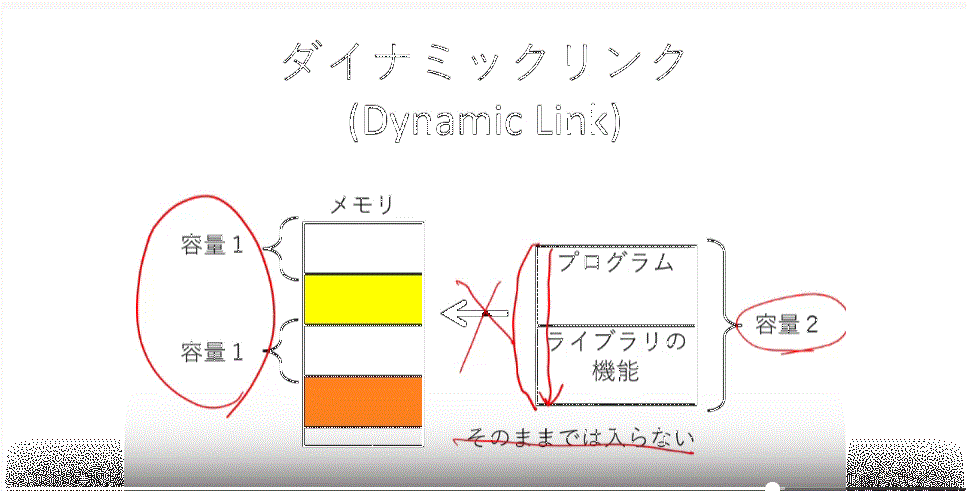 ダイナミックリンク
(Dynamic Link)
メモリ
容量1
容量1
プログラム
ライブラリの
機能
容量2
そのままでは入らない